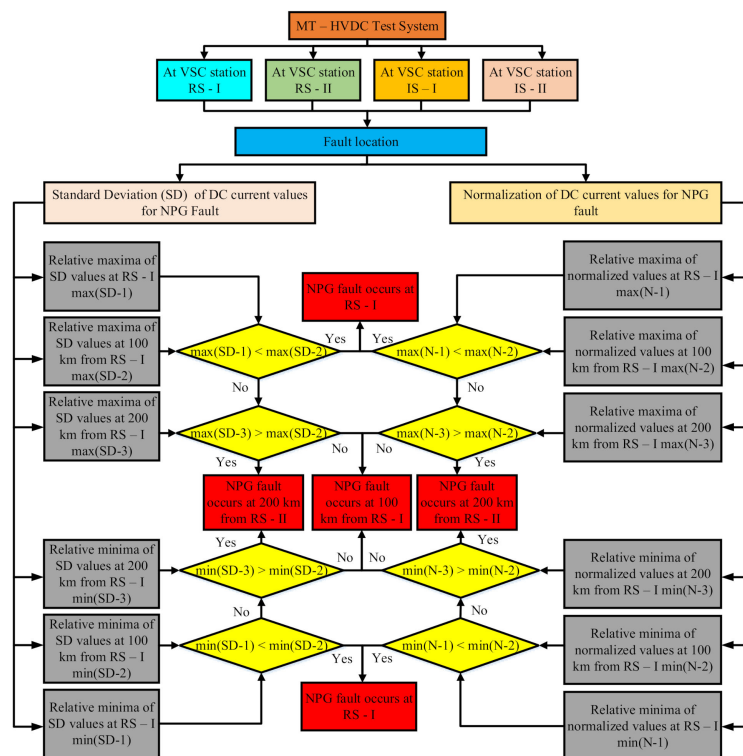 MT – HVDC Test System
At VSC station
RS - I
At VSC station
RS - II
At VSC station
IS – I
At VSC station
IS - II
Fault location
Standard Deviation (SD) of DC current values
for NPG Fault
Normalization of DC current values for NPG
fault
Relative maxima of
SD values at RS - I
max(SD-1)
NPG fault occurs at
RS - I
Relative maxima of
normalized values at RS – I
max(N-1)
Relative maxima of
SD values at 100
km from RS – I
max(SD-2)
max(SD-1) < max(SD-2)
Yes
Yes
max(N-1) < max(N-2)
Relative maxima of
normalized values at 100
km from RS – I max(N-2)
No
No
Relative maxima of
SD values at 200
km from RS – I
max(SD-3)
max(SD-3) > max(SD-2)
No
No
max(N-3) > max(N-2)
Relative maxima of
normalized values at 200
km from RS – I max(N-3)
Yes
Yes
NPG fault
occurs at 200 km
from RS - II
NPG fault
occurs at 100
km from RS - I
NPG fault
occurs at 200 km
from RS - II
Yes
Yes
Relative minima of
SD values at 200
km from RS – I
min(SD-3)
min(SD-3) > min(SD-2)
No
No
min(N-3) > min(N-2)
Relative minima of
normalized values at 200
km from RS – I min(N-3)
No
No
Relative minima of
SD values at 100
km from RS – I
min(SD-2)
min(SD-1) < min(SD-2)
Yes
Yes
min(N-1) < min(N-2)
Relative minima of
normalized values at 100
km from RS – I min(N-2)
Relative minima of
SD values at RS – I
min(SD-1)
NPG fault occurs at
RS - I
Relative minima of
normalized values at RS – I
min(N-1)